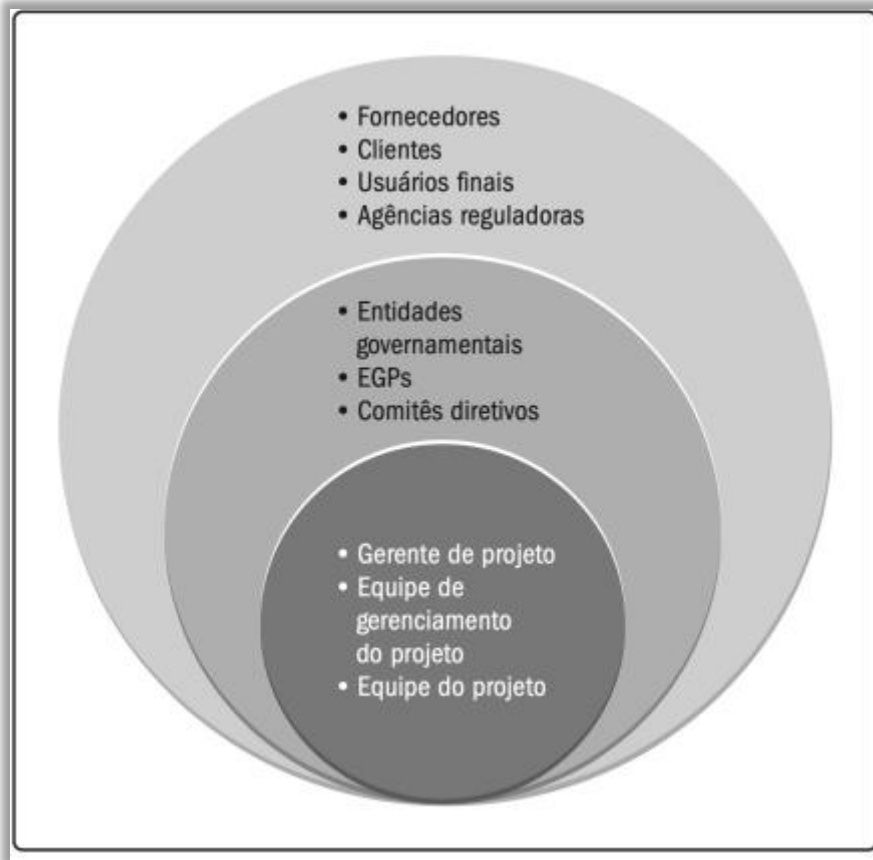 • Fornecedores
• Clientes
• Usuários finais
• Agências reguladoras
• Entidades
governamentais
• EGPs
• Comitês diretivos
• Gerente de projeto
• Equipe de
gerenciamento
do projeto
• Equipe do projeto